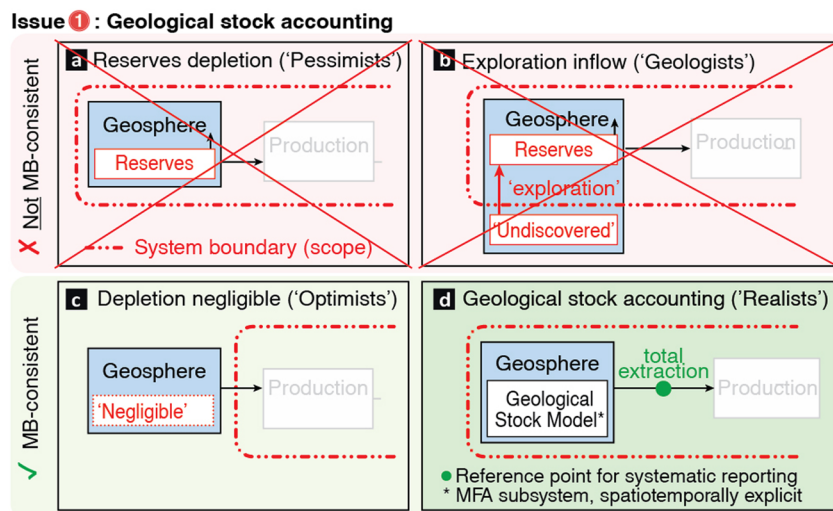 Issue 1 : Geological stock accounting
✗ Not MB-consistent
a Reserves depletion (‘Pessimists’)
Geosphere
Reserves
Production
System boundary (scope)
b Exploration inflow (‘Geologists’)
Geosphere
Reserves
Production
‘exploration’
‘Undiscovered’
✓ MB-consistent
c Depletion negligible (‘Optimists’)
Geosphere
‘Negligible’
Production
d Geological stock accounting (’Realists’)
Geosphere
Geological
Stock Model*
total
extraction
Production
Reference point for systematic reporting
* MFA subsystem, spatiotemporally explicit